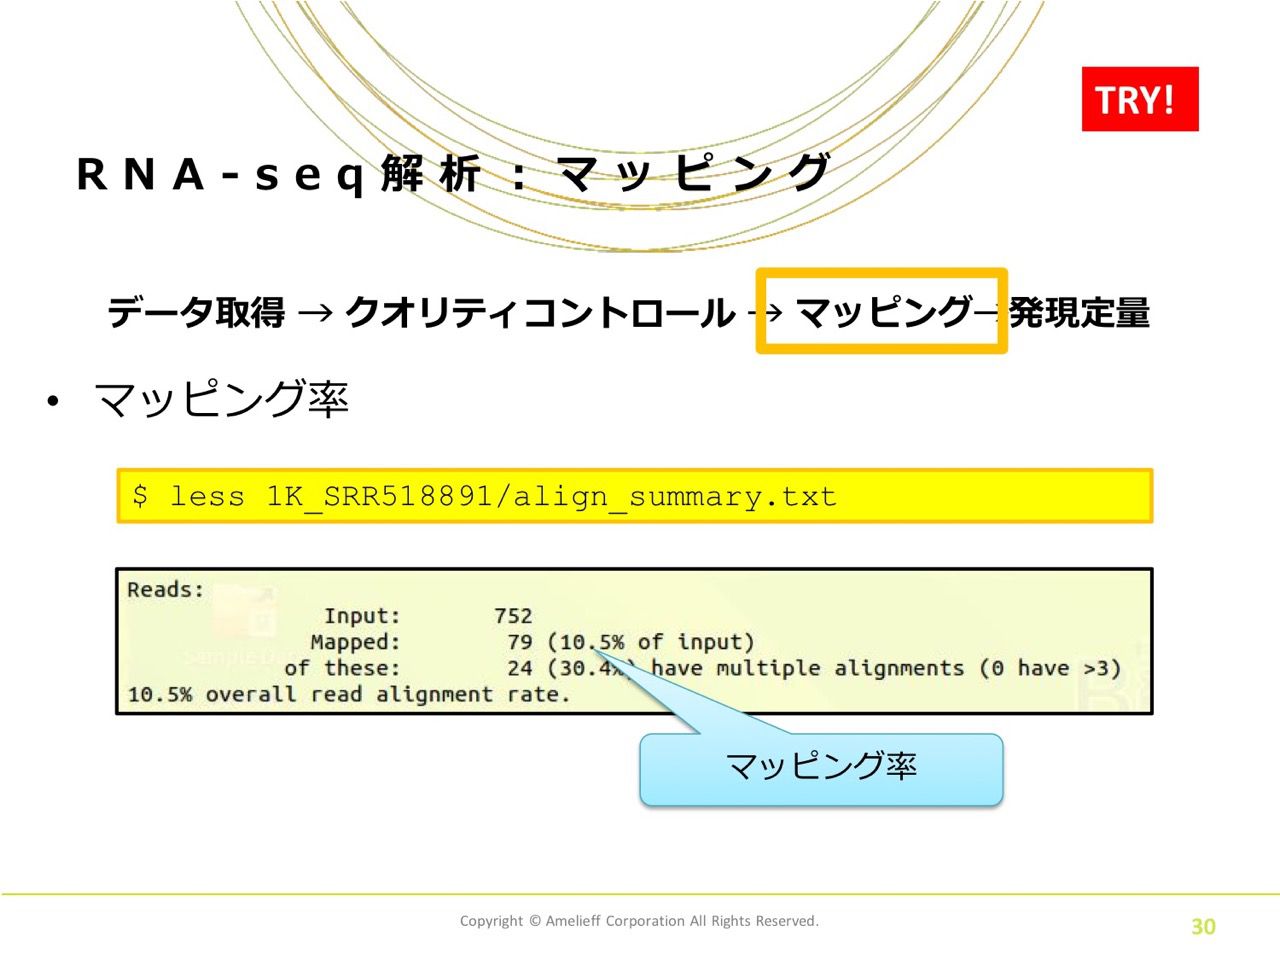 TRY!
RNA-seq解析：マッピング
データ取得 → クオリティコントロール → マッピング→発現定量
• マッピング率
$ less 1K_SRR518891/align_summary.txt
Reads:
Input: 752
Mapped: 79 (10.5% of input)
of these: 24 (30.4%) have multiple alignments (0 have >3)
10.5% overall read alignment rate.
マッピング率
Copyright © Amelieff Corporation All Rights Reserved.
30